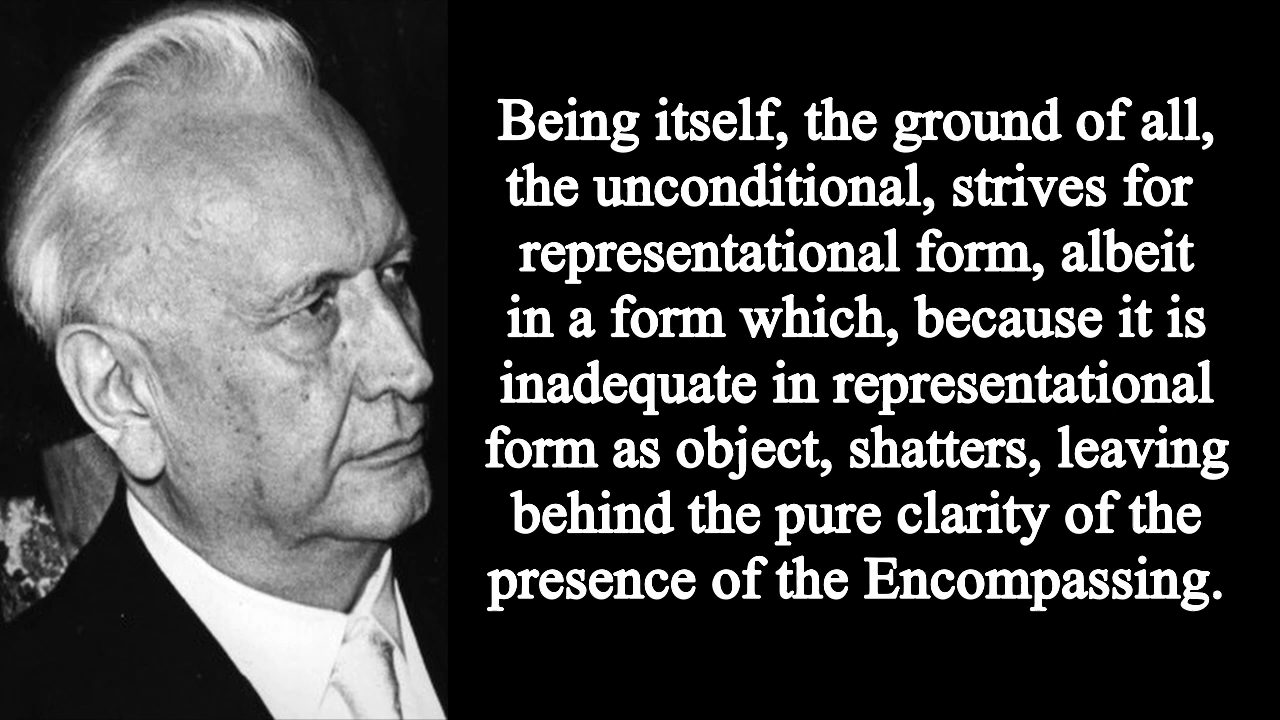 Being itself, the ground of all,
the unconditional, strives for
representational form, albeit
in a form which, because it is
inadequate in representational
form as object, shatters, leaving
behind the pure clarity of the
presence of the Encompassing.